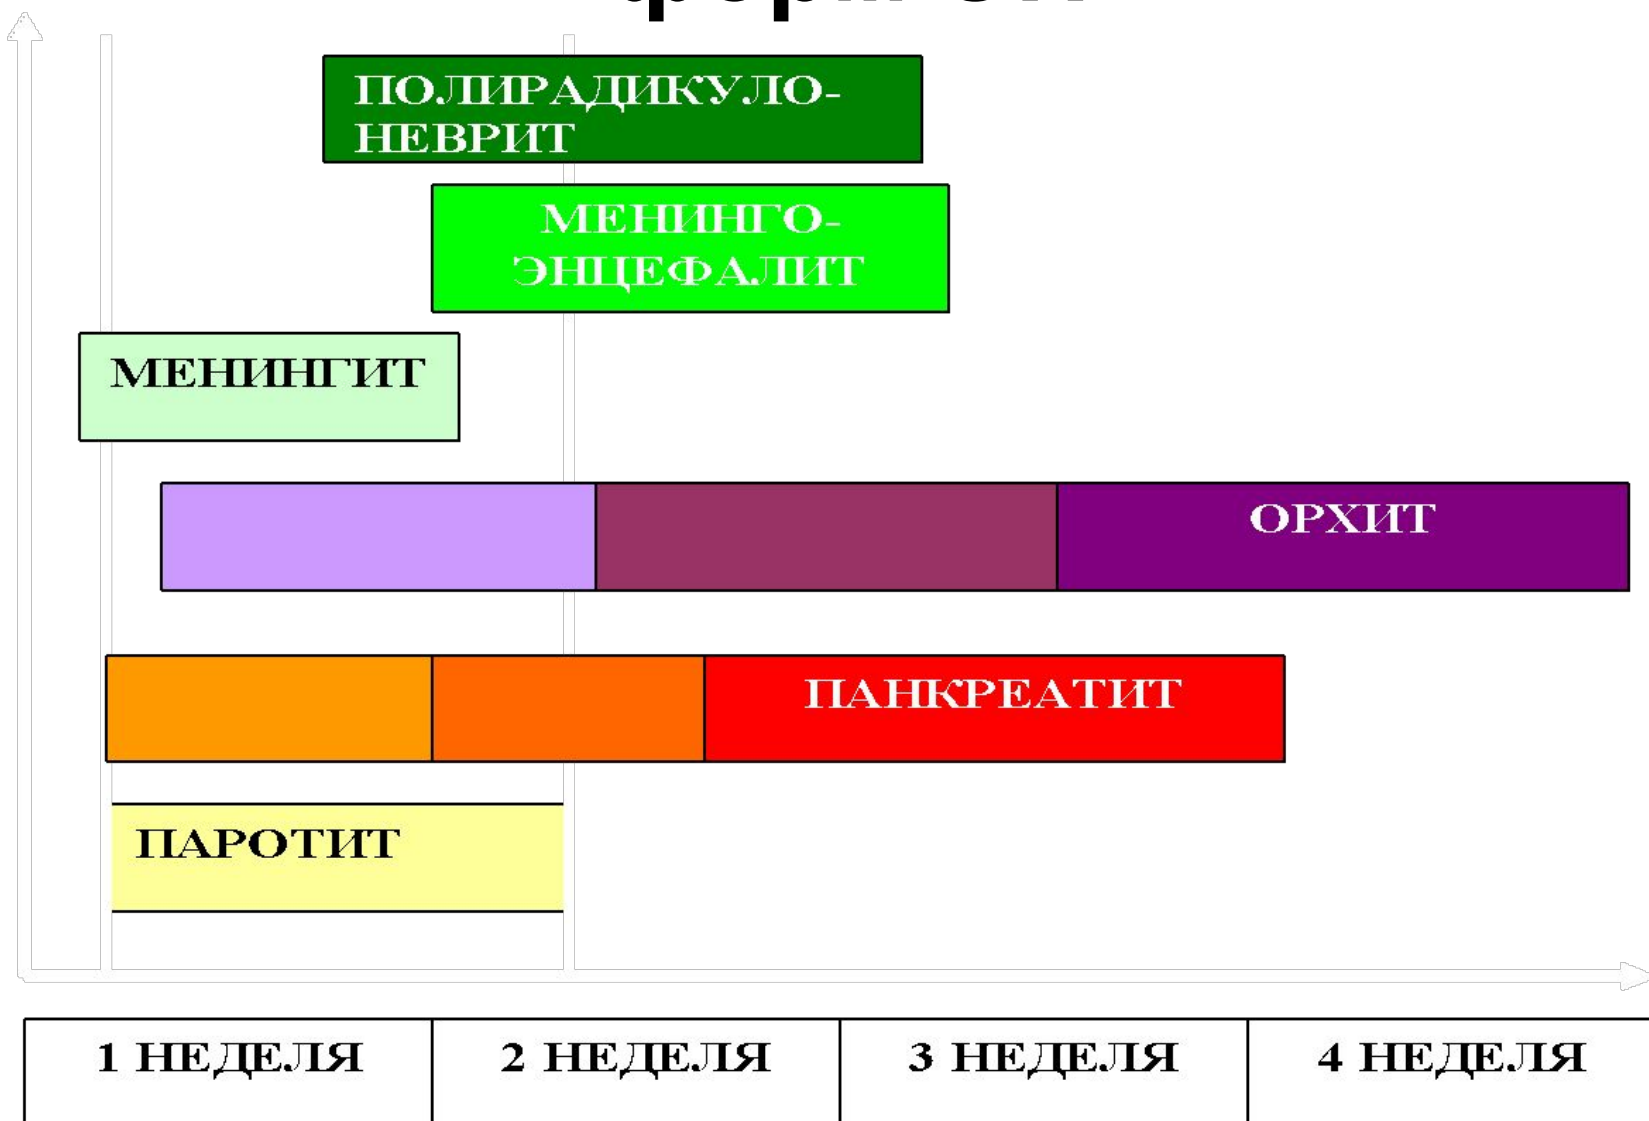 ПОЛИРАДИКУЛО-
НЕВРИТ
МЕНИНГО-
ЭНЦЕФАЛИТ
МЕНИНГИТ
ОРХИТ
ПАНКРЕАТИТ
ПАРОТИТ
1 НЕДЕЛЯ
2 НЕДЕЛЯ
3 НЕДЕЛЯ
4 НЕДЕЛЯ